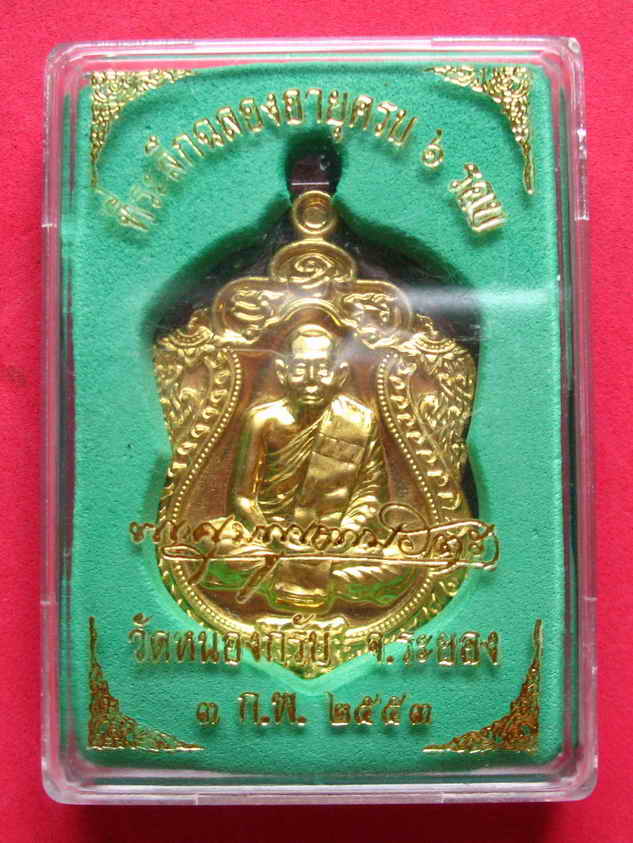 ที่ระลึกฉลองอายุครบ ๖ รอบ
วัดหนองกรับ จ.ระยอง
๓ ก.พ. ๒๕๕๓